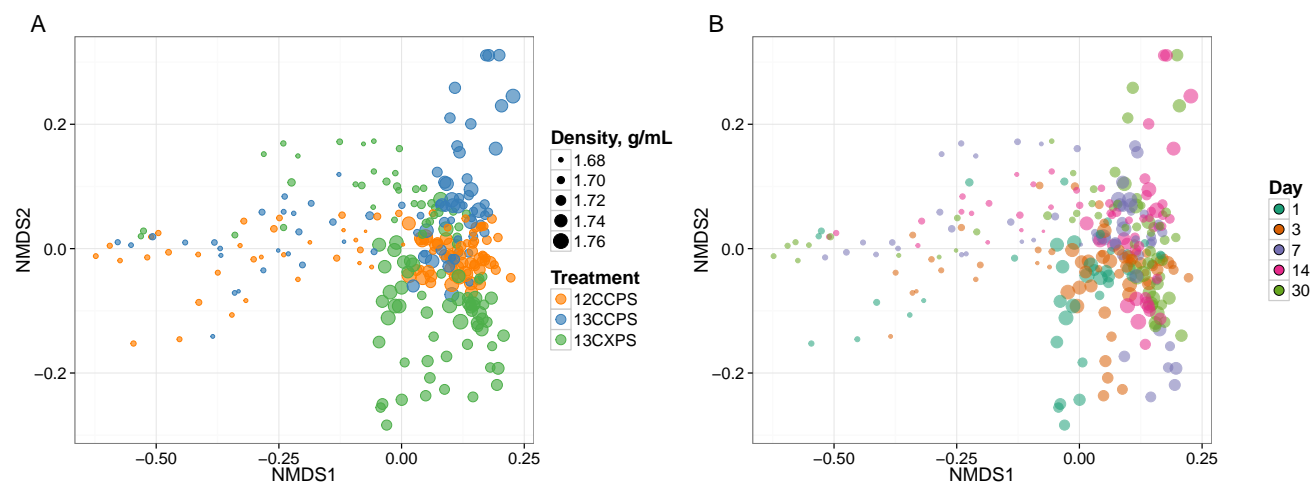 A
0.2
0.0
−0.2
NMDS2
−0.50
−0.25
0.00
0.25
NMDS1
Density, g/mL
1.68
1.70
1.72
1.74
1.76
Treatment
12CCPS
13CCPS
13CXPS
B
0.2
0.0
−0.2
NMDS2
−0.50
−0.25
0.00
0.25
NMDS1
Day
1
3
7
14
30